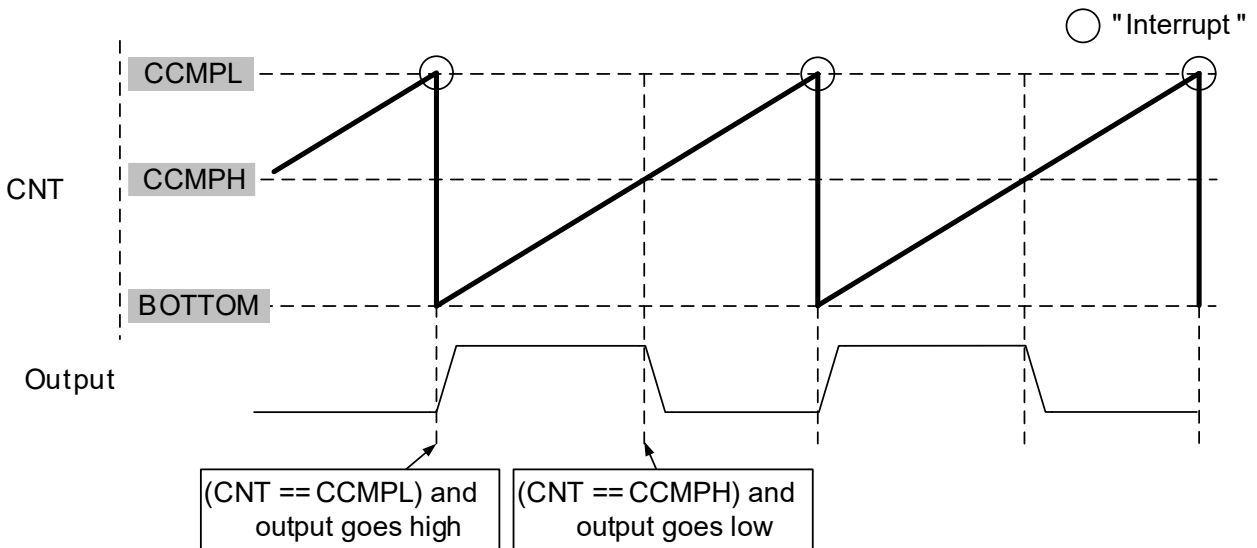 "Interrupt"
CCMPL
CNT
CCMPH
BOTTOM
Output
(CNT == CCMPL) and
output goes high
(CNT == CCMPH) and
output goes low